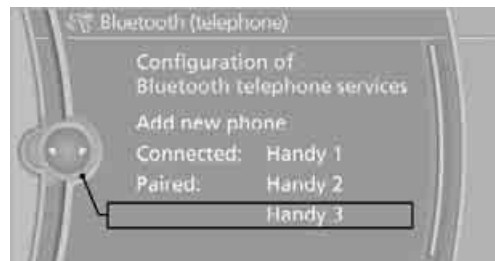 Bluetooth (telephone)
Configuration of
Bluetooth telephone services
Add new phone
Connected: Handy 1
Paired: Handy 2
Handy 3